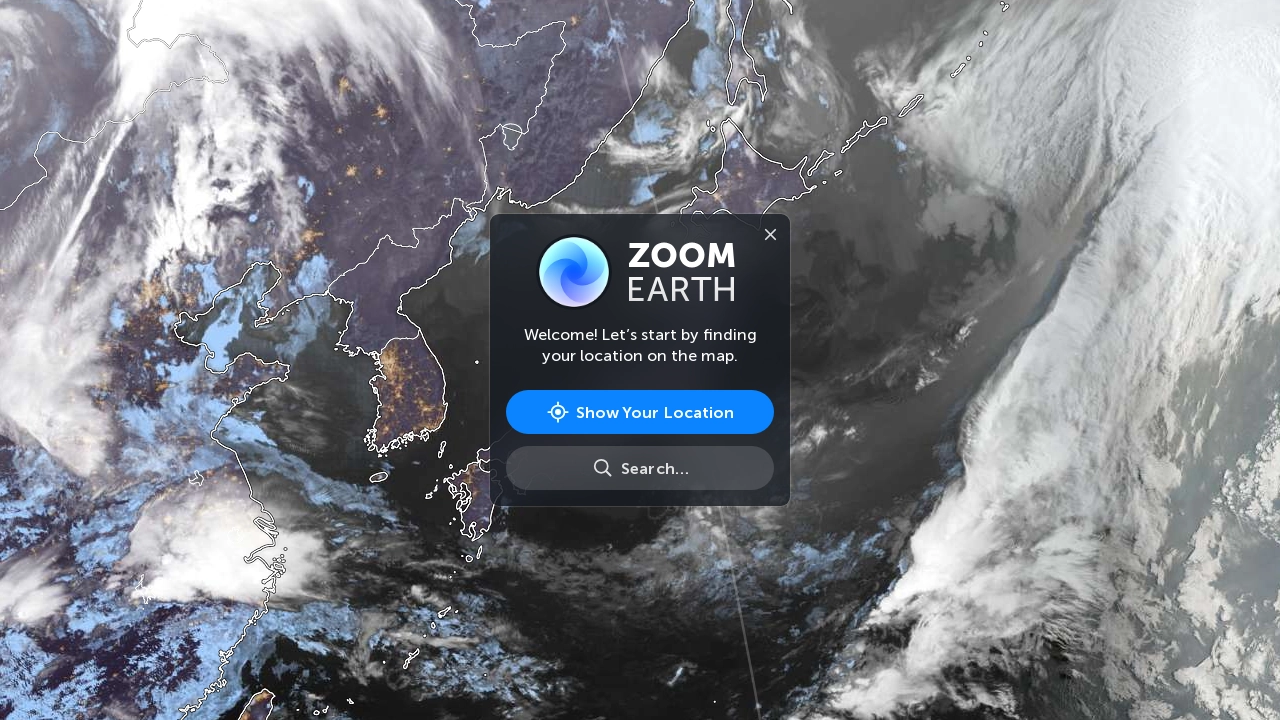 ZOOM
EARTH
Welcome! Let’s start by finding
your location on the map.
Show Your Location
Search...